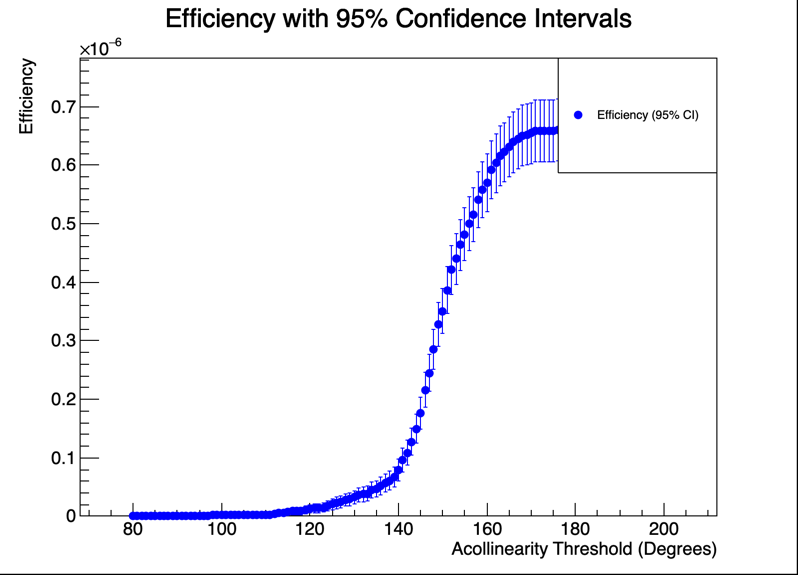 Efficiency with 95% Confidence Intervals
×10⁻⁶
Efficiency
0.7
0.6
0.5
0.4
0.3
0.2
0.1
0
Efficiency (95% CI)
80 100 120 140 160 180 200
Acollinearity Threshold (Degrees)